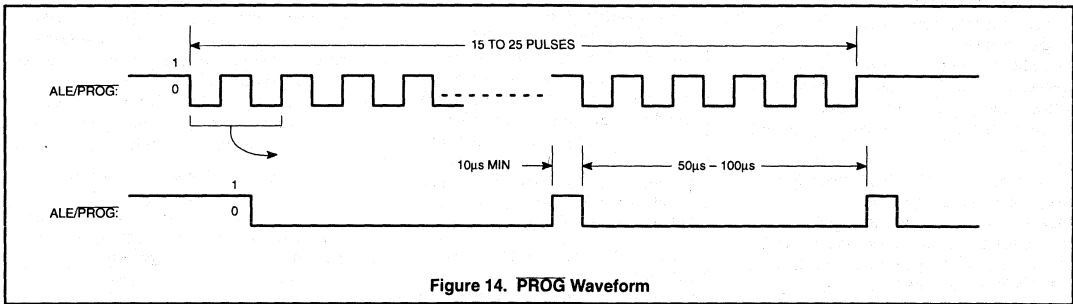 15 TO 25 PULSES
1
ALE/PROG:
0
10μs MIN
50μs – 100μs
1
ALE/PROG:
0
Figure 14. PROG Waveform